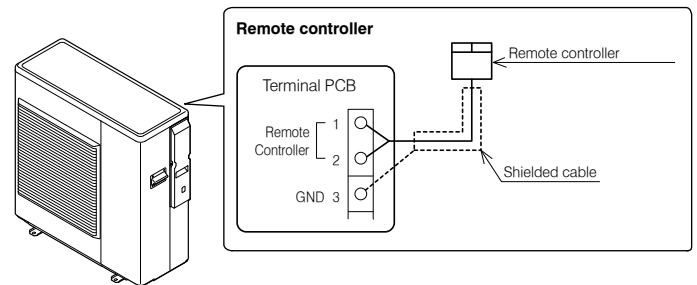 Remote controller
Remote controller
Terminal PCB
Remote
Controller
1
2
GND 3
Shielded cable